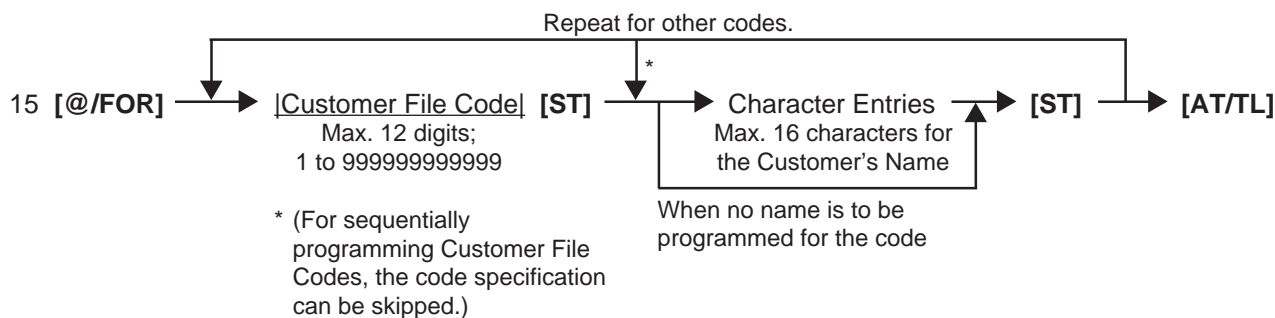 Repeat for other codes.
*
15 [@/FOR] |Customer File Code| [ST] Character Entries [ST] [AT/TL]
Max. 12 digits;
1 to 999999999999
Max. 16 characters for
the Customer's Name
* (For sequentially
programming Customer File
Codes, the code specification
can be skipped.)
When no name is to be
programmed for the code